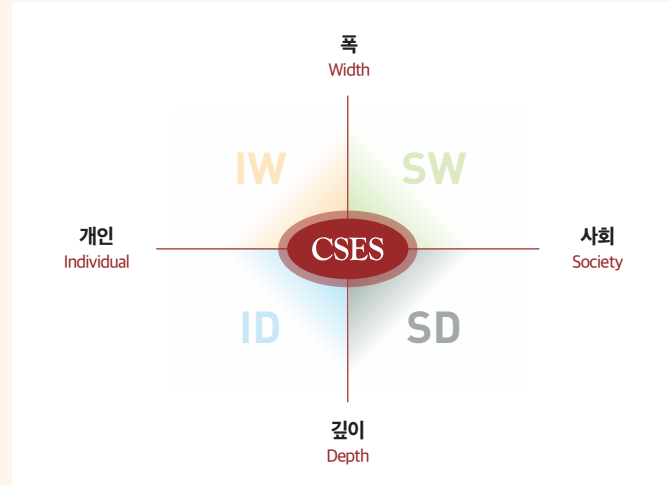 폭
Width
IW
SW
개인
Individual
CSES
사회
Society
ID
SD
깊이
Depth